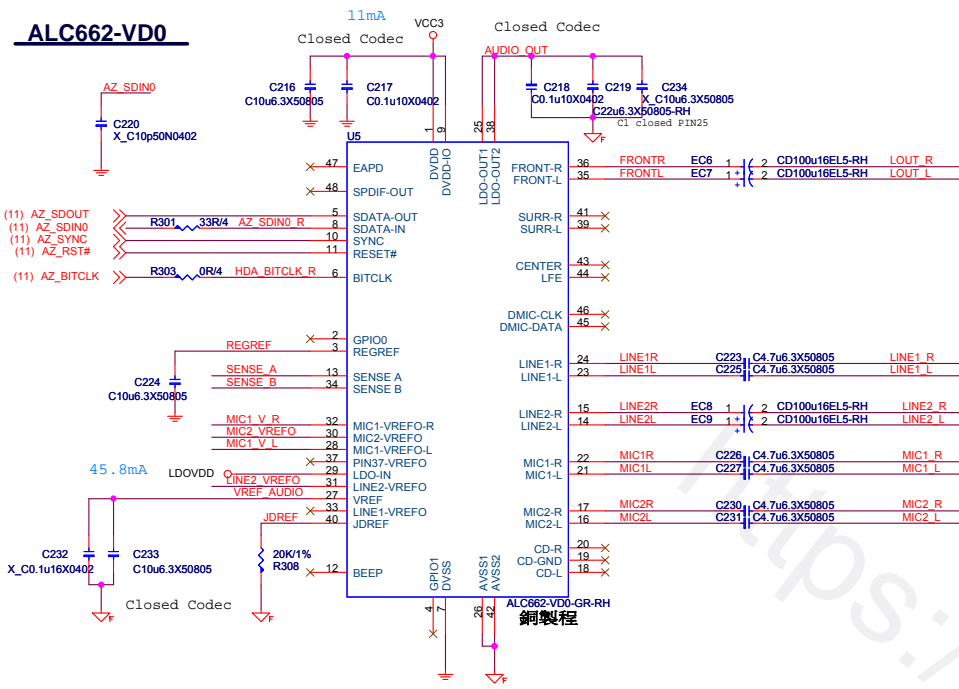 ALC662-VD0
11mA
Closed Codec
VCC3
Closed Codec
AUDIO_OUT
AZ_SDIN0
C220
X_C10p50N0402
C216
C10u6.3X50805
C217
C0.1u10X0402
C218
C0.1u10X0402
C219
C22u6.3X50805-RH
C234
X_C10u6.3X50805
Cl closed PIN25
F
U5
1
9
25
38
DVDD
DVDD-IO
LDO-OUT1
LDO-OUT2
47 EAPD
48 SPDIF-OUT
(11) AZ_SDOUT 5 SDATA-OUT
(11) AZ_SDIN0 R301 33R/4 AZ_SDIN0_R 8 SDATA-IN
(11) AZ_SYNC 10 SYNC
(11) AZ_RST# 11 RESET#
(11) AZ_BITCLK R303 0R/4 HDA_BITCLK_R 6 BITCLK
2 GPIO0
REGREF 3 REGREF
C224
C10u6.3X50805
SENSE_A 13 SENSE A
SENSE_B 34 SENSE B
MIC1_V_R 32 MIC1-VREFO-R
MIC2_VREFO 30 MIC2-VREFO
MIC1_V_L 28 MIC1-VREFO-L
37 PIN37-VREFO
45.8mA
LDOVDD 29 LDO-IN
LINE2_VREFO 31 LINE2-VREFO
VREF_AUDIO 27 VREF
33 LINE1-VREFO
JDREF 40 JDREF
C232
X_C0.1u16X0402
C233
C10u6.3X50805
20K/1%
R308
12 BEEP
Closed Codec
F
F
FRONT-R 36 FRONTR EC6 1 2 CD100u16EL5-RH LOUT_R
FRONT-L 35 FRONTL EC7 1 + 2 CD100u16EL5-RH LOUT_L
+
SURR-R 41
SURR-L 39
CENTER 43
LFE 44
DMIC-CLK 46
DMIC-DATA 45
LINE1-R 24 LINE1R C223 C4.7u6.3X50805 LINE1_R
LINE1-L 23 LINE1L C225 C4.7u6.3X50805 LINE1_L
LINE2-R 15 LINE2R EC8 1 2 CD100u16EL5-RH LINE2_R
LINE2-L 14 LINE2L EC9 1 + 2 CD100u16EL5-RH LINE2_L
+
MIC1-R 22 MIC1R C226 C4.7u6.3X50805 MIC1_R
MIC1-L 21 MIC1L C227 C4.7u6.3X50805 MIC1_L
MIC2-R 17 MIC2R C230 C4.7u6.3X50805 MIC2_R
MIC2-L 16 MIC2L C231 C4.7u6.3X50805 MIC2_L
CD-R 20
CD-GND 19
CD-L 18
GPIO1
DVSS
AVSS1
AVSS2
4
7
26
42
ALC662-VD0-GR-RH
銅製程
F
https:/